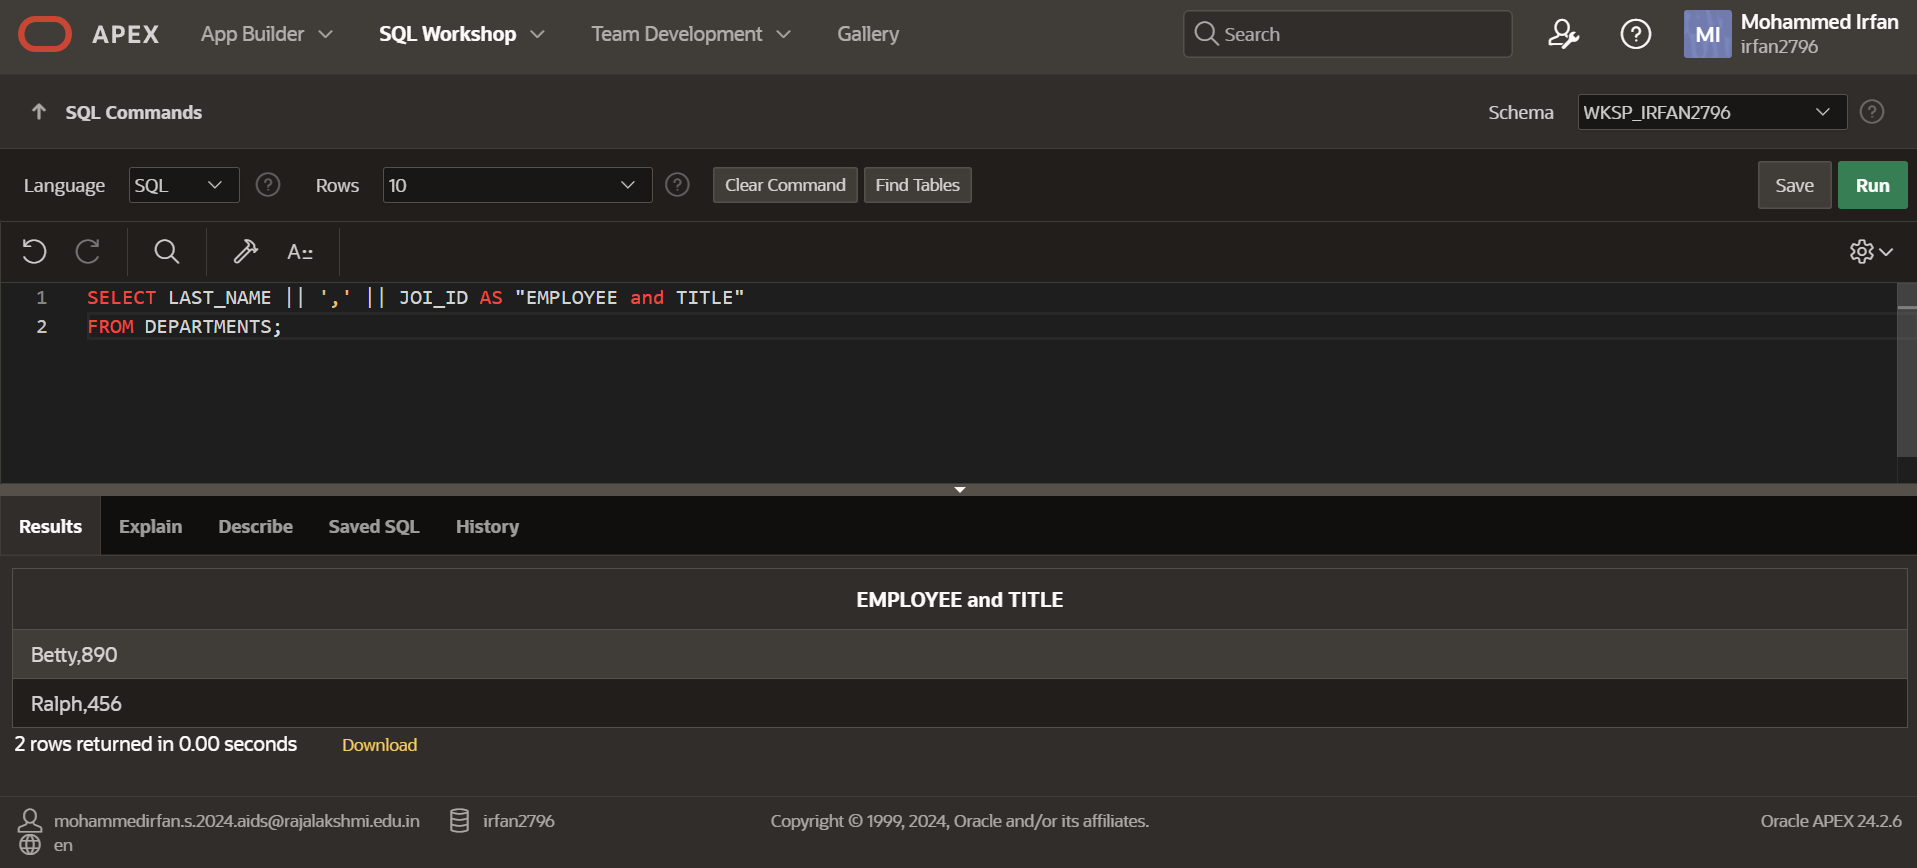 APEX App Builder SQL Workshop Team Development Gallery Search MI Mohammed Irfan
irfan2796
SQL Commands Schema WKSP_IRFAN2796 ?
Language SQL ? Rows 10 ? Clear Command Find Tables Save Run
A::
1 SELECT LAST_NAME || ',' || JOI_ID AS "EMPLOYEE and TITLE"
2 FROM DEPARTMENTS;
Results Explain Describe Saved SQL History
EMPLOYEE and TITLE
Betty,890
Ralph,456
2 rows returned in 0.00 seconds Download
mohammedirfan.s.2024.aids@rajalakshmi.edu.in irfan2796 Copyright © 1999, 2024, Oracle and/or its affiliates. Oracle APEX 24.2.6
en